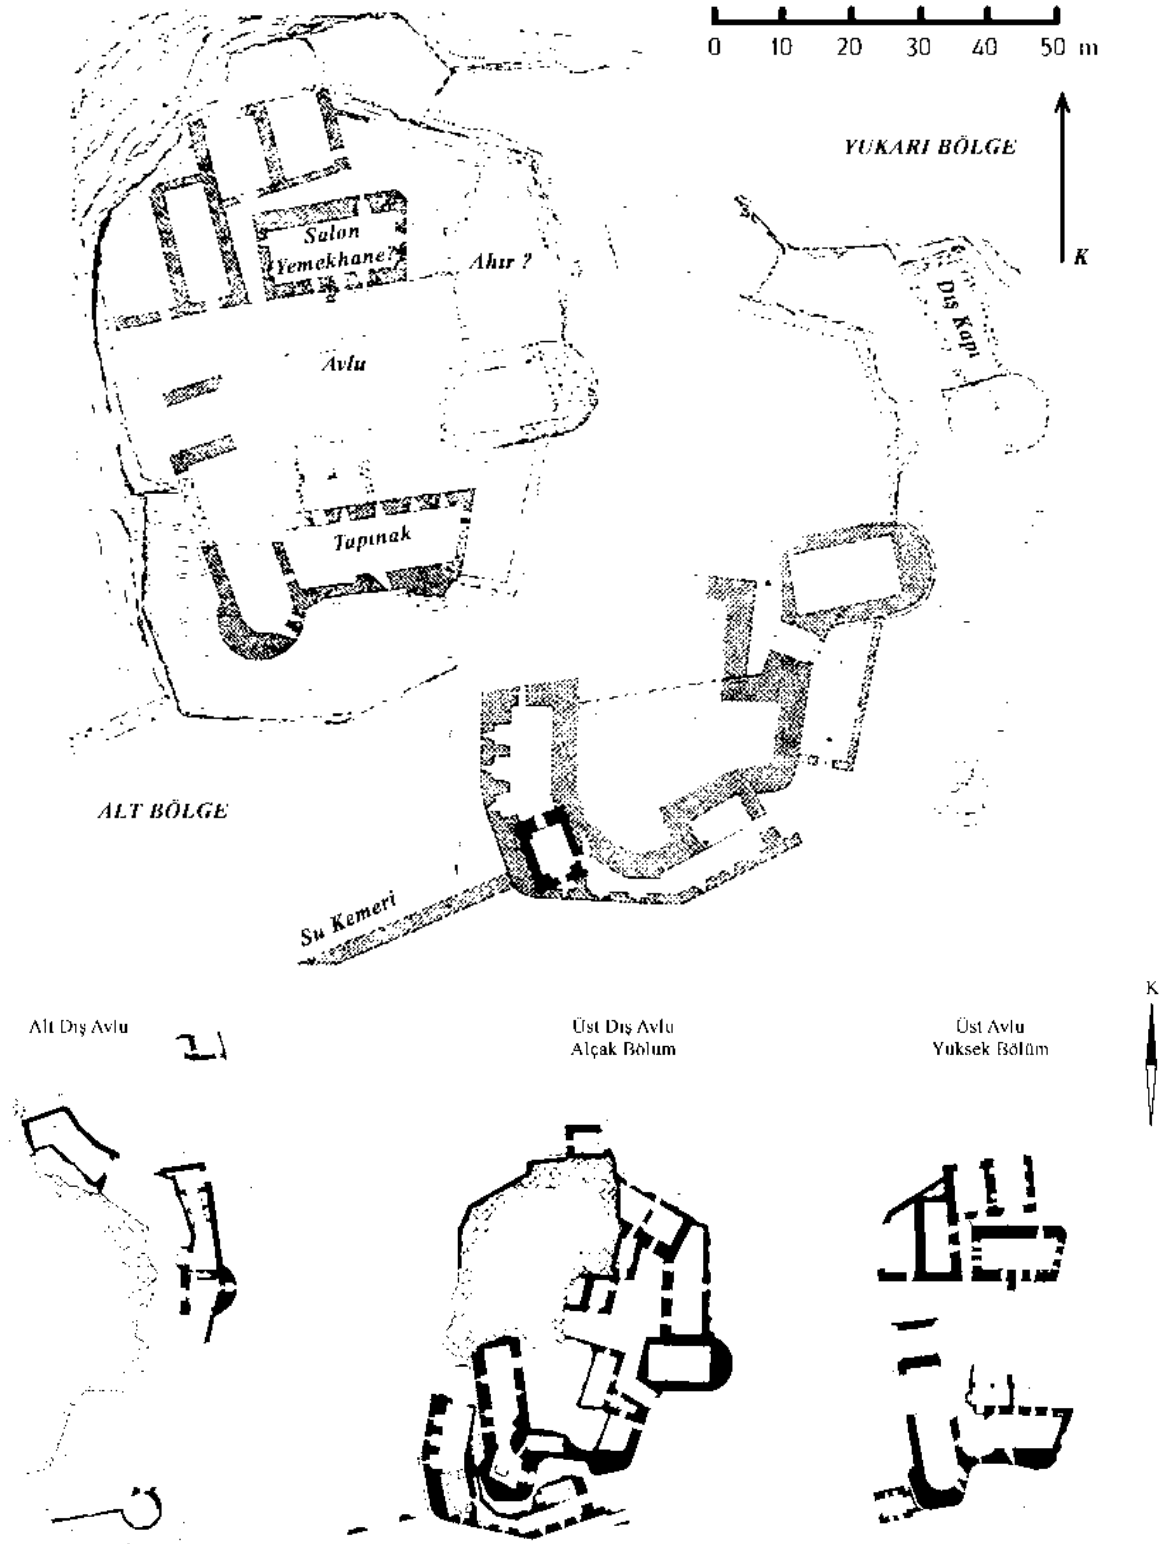 0 10 20 30 40 50 m
YUKARI BÖLGE
K
Salon
(Yemekhane?)
Ahır ?
Dış Kapı
Avlu
Tapınak
ALT BÖLGE
Su Kemeri
K
Alt Dış Avlu
Üst Dış Avlu
Alçak Bölum
Üst Avlu
Yuksek Bölüm